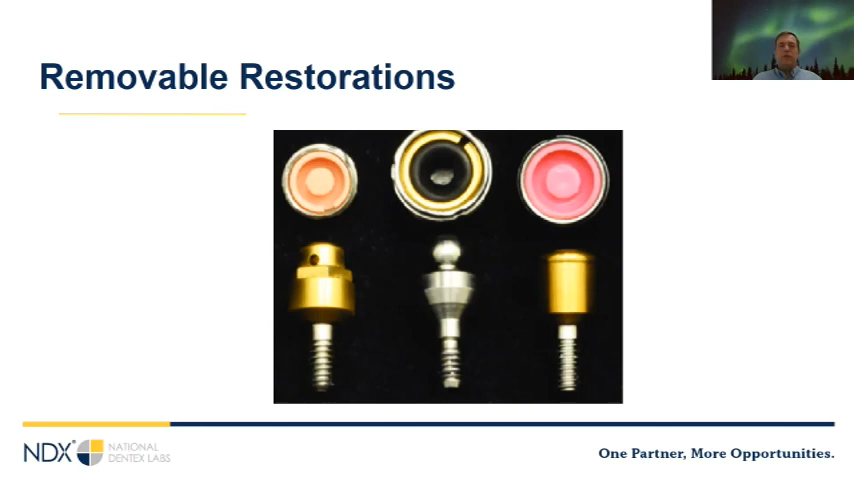 Removable Restorations
NDX® NATIONAL
DENTEX LABS
One Partner, More Opportunities.